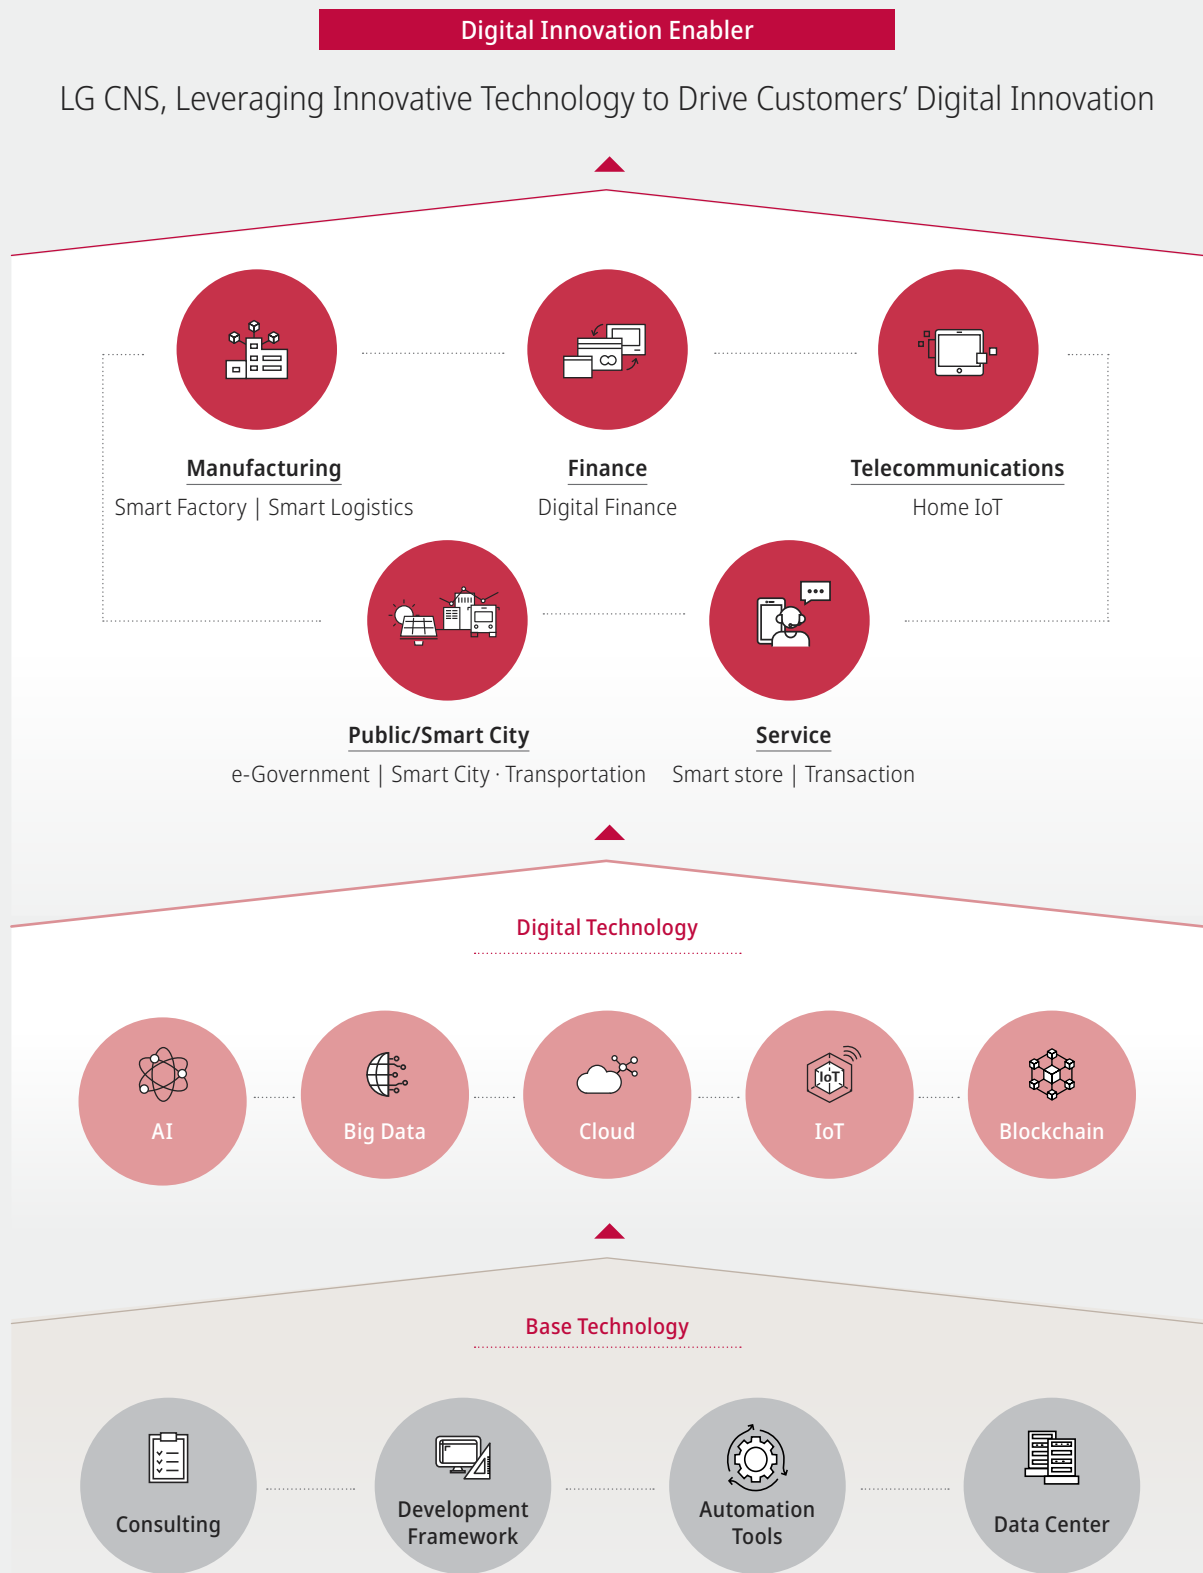 Digital Innovation Enabler
LG CNS, Leveraging Innovative Technology to Drive Customers’ Digital Innovation
Manufacturing
Smart Factory | Smart Logistics
Finance
Digital Finance
Telecommunications
Home IoT
Public/Smart City
e-Government | Smart City · Transportation
Service
Smart store | Transaction
Digital Technology
AI
Big Data
Cloud
IoT
IoT
Blockchain
Base Technology
Consulting
Development
Framework
Automation
Tools
Data Center